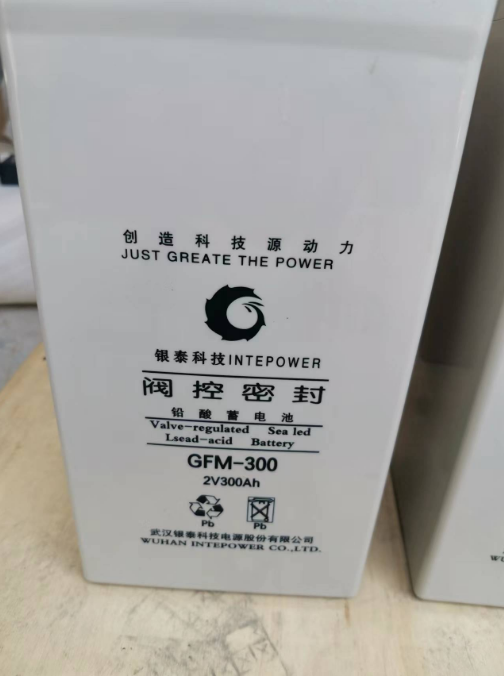 创造科技源动力
JUST GREATE THE POWER
银泰科技INTEPOWER
阀控密封
铅酸蓄电池
Valve-regulated Sea led
Lsead-acid Battery
GFM-300
2V300Ah
Pb Pb
武汉银泰科技电源股份有限公司
WUHAN INTEPOWER CO.,LTD.